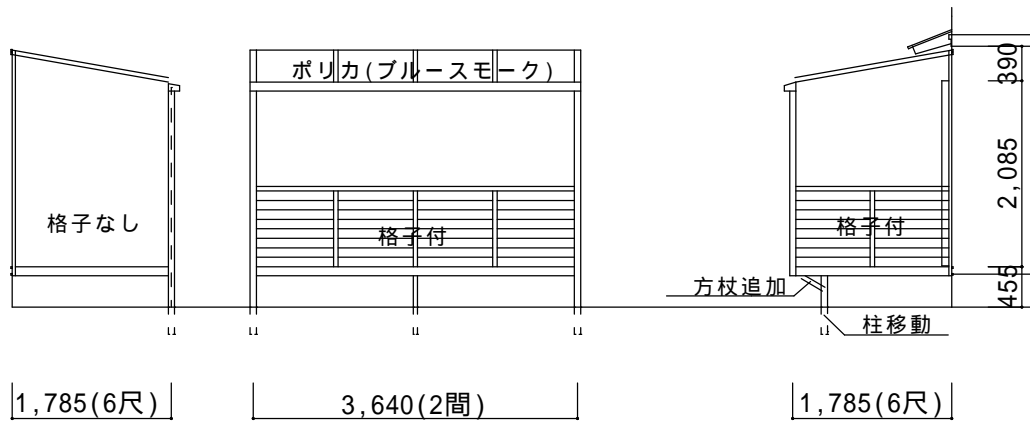 ポリカ(ブルースモーク)
390
2,085
格子なし
格子付
格子付
455
方杖追加
柱移動
1,785(6尺)
3,640(2間)
1,785(6尺)